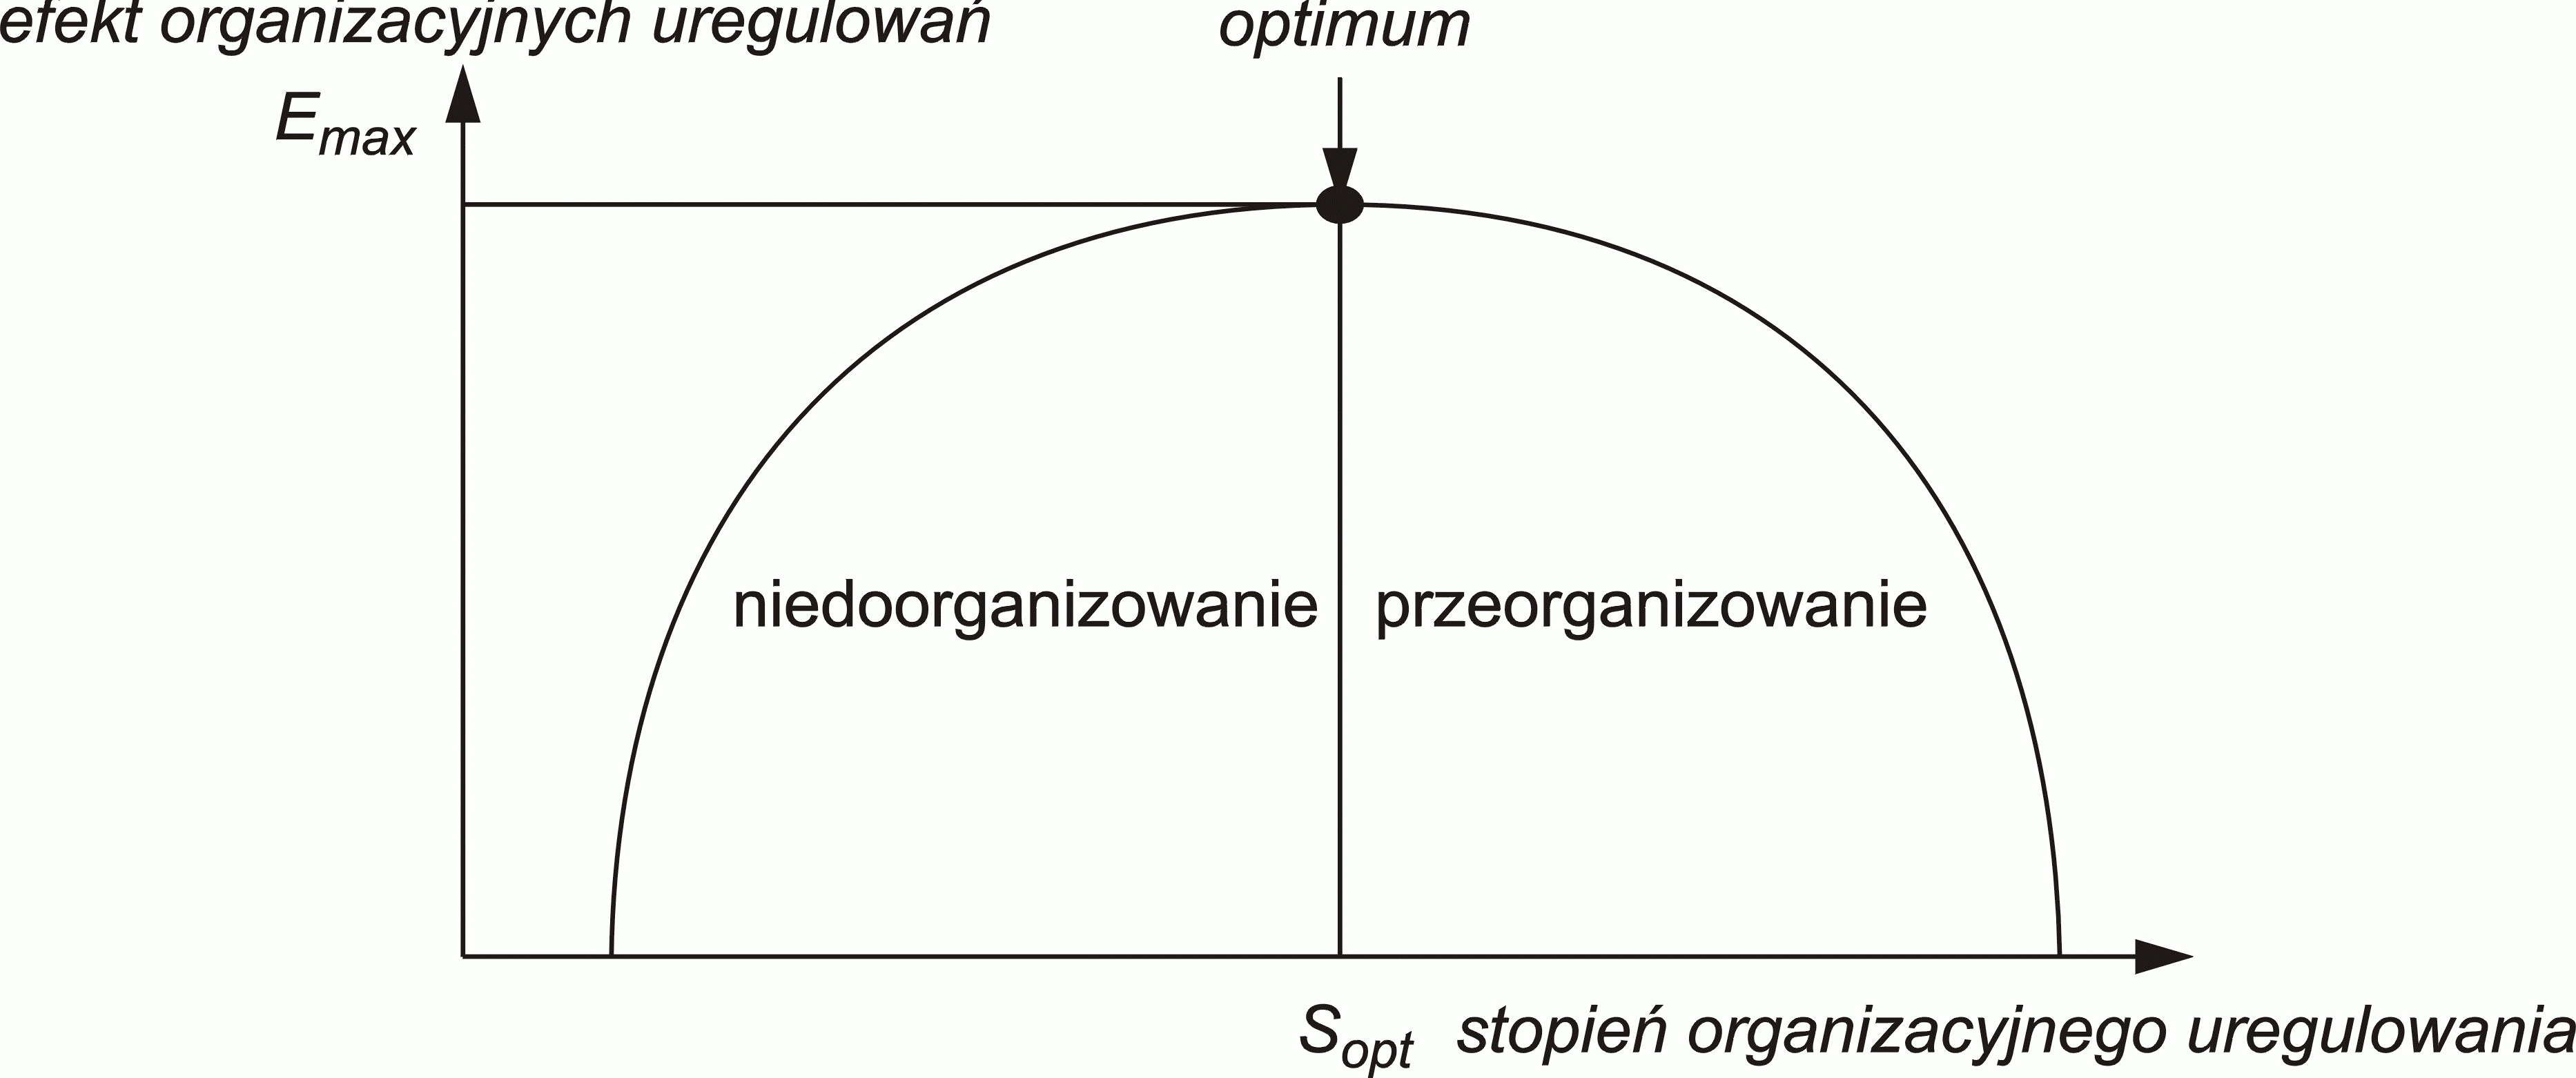 efekt organizacyjnych uregulowań
optimum
Emax
niedoorganizowanie
przeorganizowanie
Sopt stopień organizacyjnego uregulowania